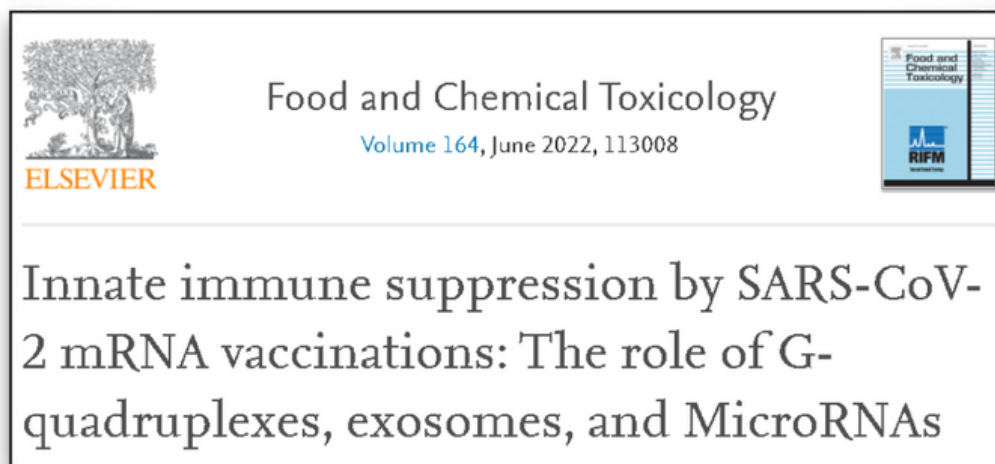 ELSEVIER
Food and Chemical Toxicology
Volume 164, June 2022, 113008
Food and
Chemical
Toxicology
RIFM
Innate immune suppression by SARS-CoV-
2 mRNA vaccinations: The role of G-
quadruplexes, exosomes, and MicroRNAs